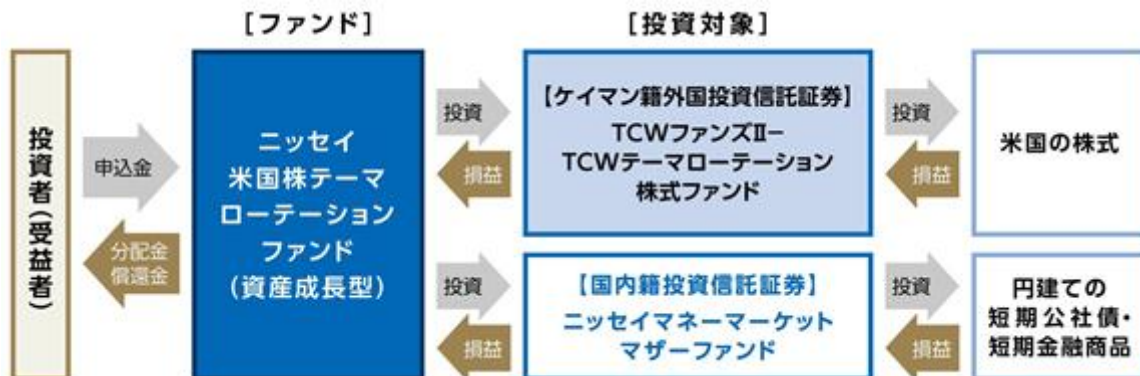 ［ファンド］
［投資対象］
投資者（受益者）
申込金
分配金
償還金
ニッセイ
米国株テーマ
ローテーション
ファンド
（資産成長型）
投資
損益
【ケイマン籍外国投資信託証券】
TCWファンズⅡ－
TCWテーマローテーション
株式ファンド
投資
損益
米国の株式
投資
損益
【国内籍投資信託証券】
ニッセイマネーマーケット
マザーファンド
投資
損益
円建ての
短期公社債・
短期金融商品